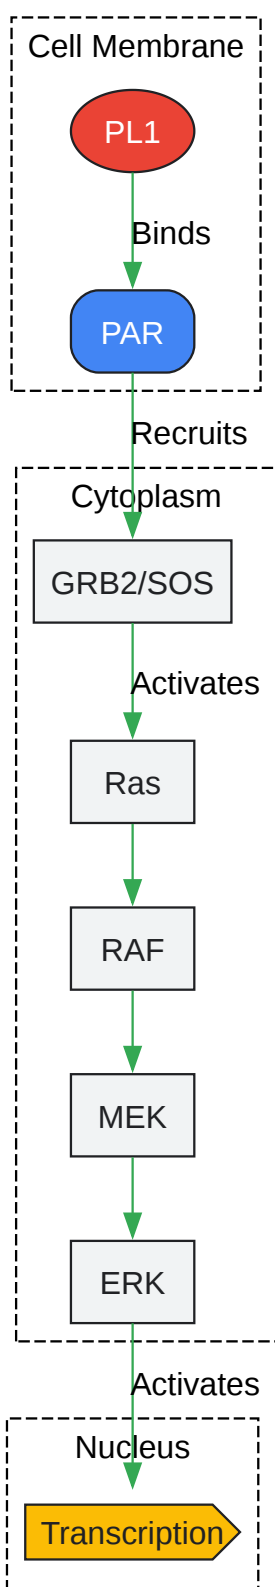 Cell Membrane
PL1
Binds
PAR
Recruits
Cytoplasm
GRB2/SOS
Activates
Ras
RAF
MEK
ERK
Activates
Nucleus
Transcription